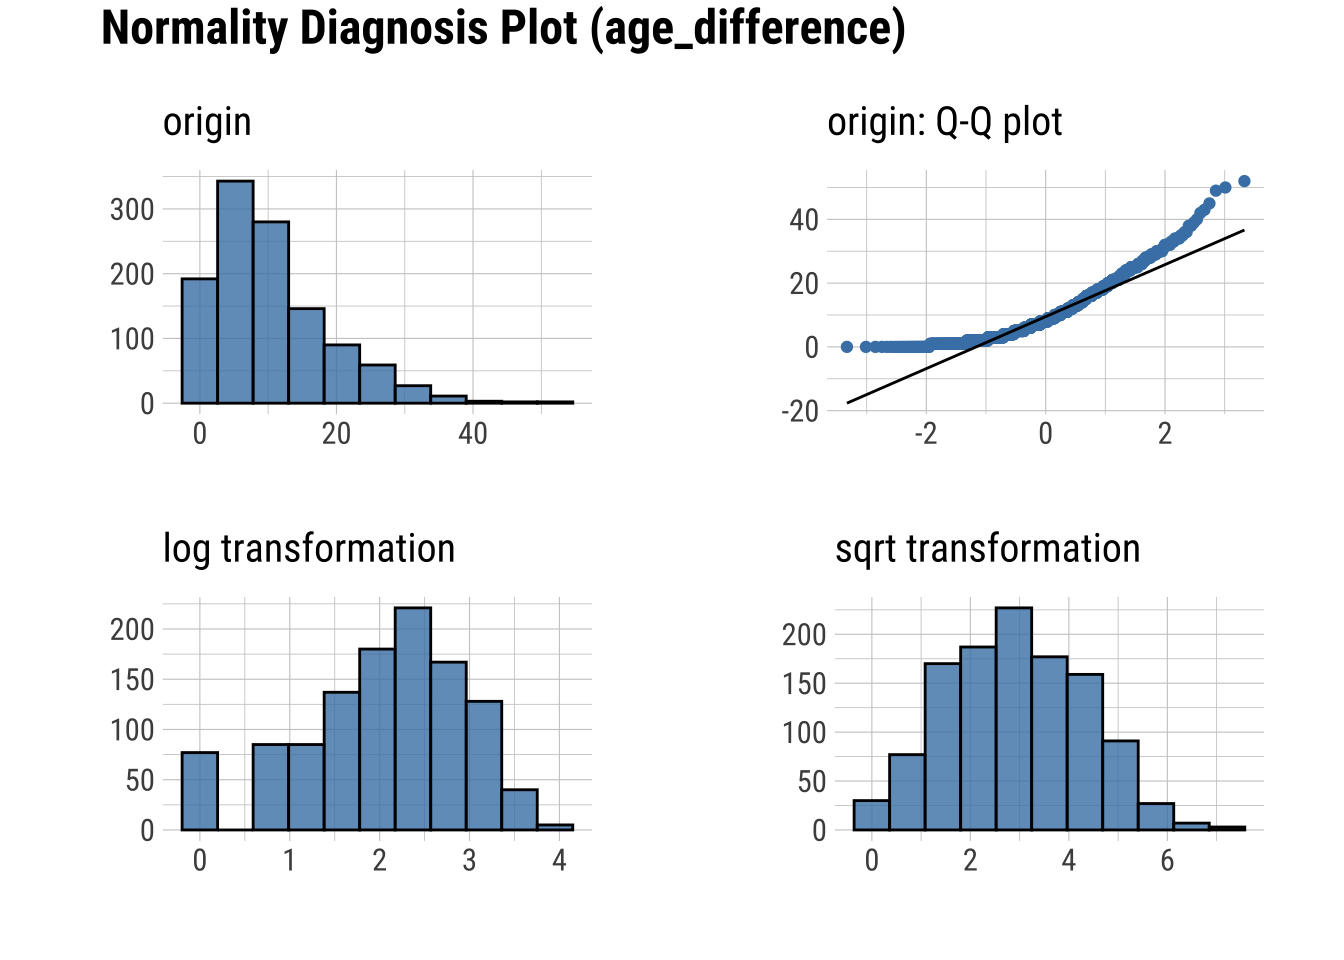 Normality Diagnosis Plot (age_difference)
origin
300
200
100
0
0 20 40
origin: Q-Q plot
40
20
0
-20
-2 0 2
log transformation
200
150
100
50
0
0 1 2 3 4
sqrt transformation
200
150
100
50
0
0 2 4 6